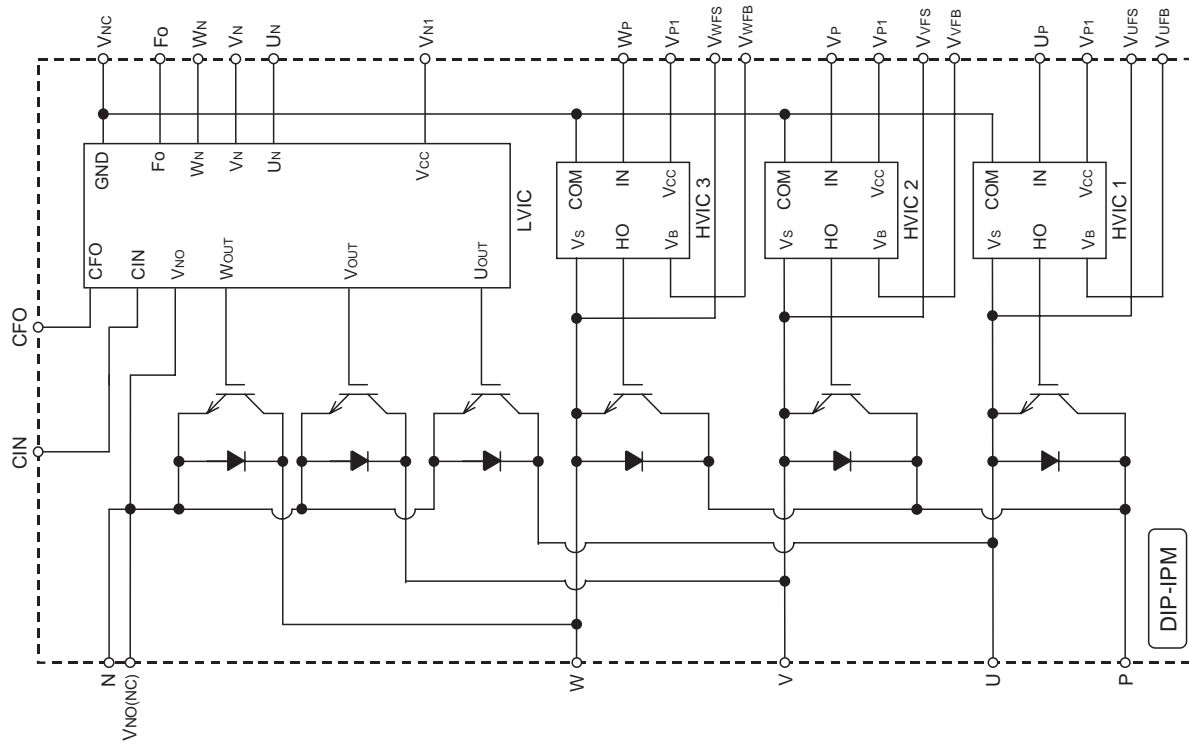 CFO
CIN
VNC
Fo
WN
VN
UN
VN1
WP
VP1
VWFS
VWFB
VP
VP1
VVFS
VVFB
UP
VP1
VUFS
VUFB
GND
Fo
WN
VN
UN
VCC
CFO
CIN
VNO
WOUT
VOUT
UOUT
LVIC
COM
IN
VCC
VS
HO
VB
HVIC 3
COM
IN
VCC
VS
HO
VB
HVIC 2
COM
IN
VCC
VS
HO
VB
HVIC 1
N
VNO(NC)
W
V
U
P
DIP-IPM